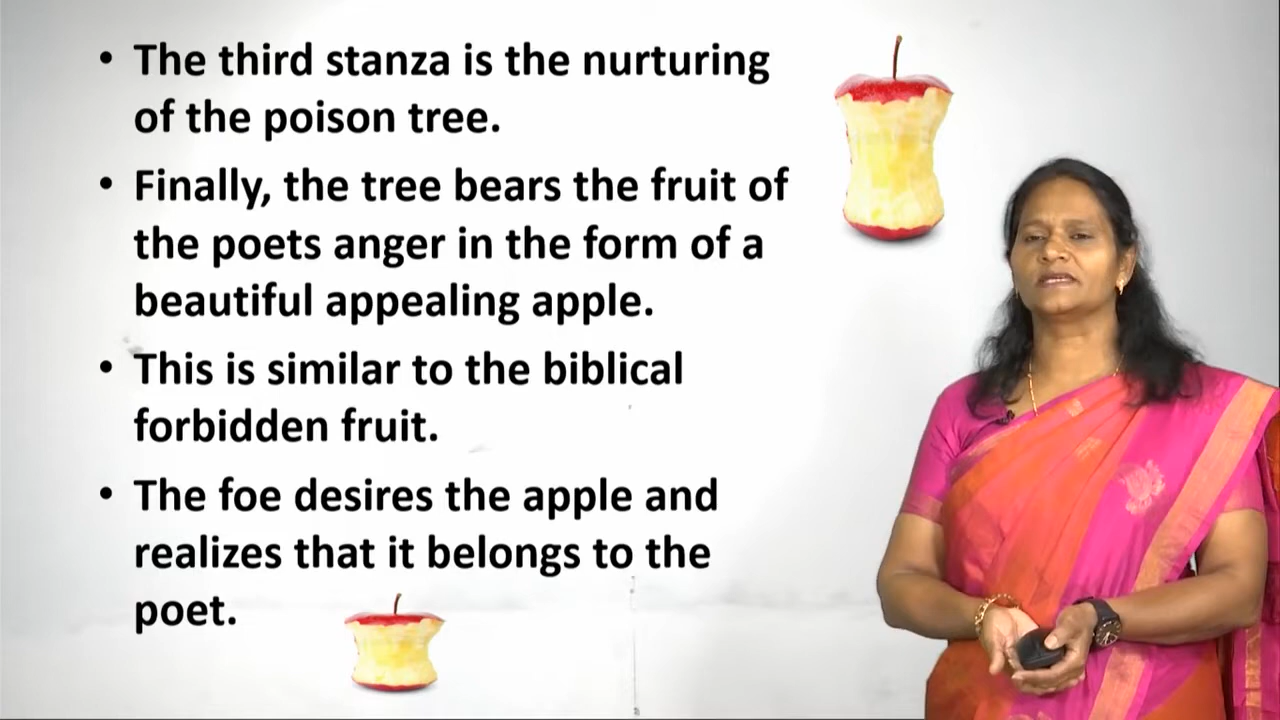 • The third stanza is the nurturing
of the poison tree.
• Finally, the tree bears the fruit of
the poets anger in the form of a
beautiful appealing apple.
• This is similar to the biblical
forbidden fruit.
• The foe desires the apple and
realizes that it belongs to the
poet.